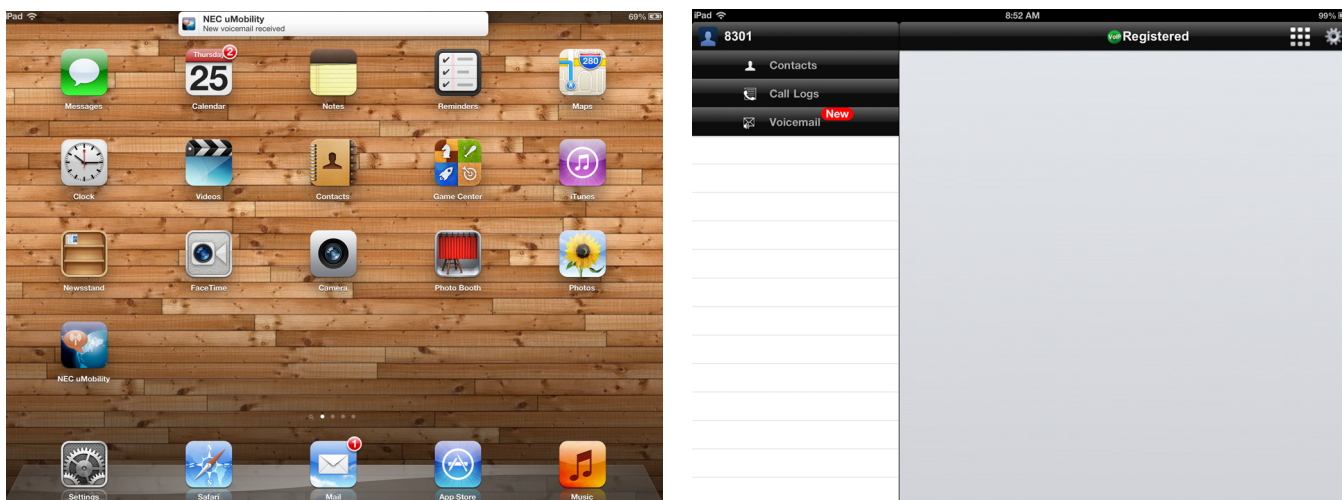 iPad
NEC uMobility
New voicemail received
69%
Thursday
2
25
280
Messages
Calendar
Notes
Reminders
Maps
Clock
Videos
Contacts
Game Center
iTunes
Newsstand
FaceTime
Camera
Photo Booth
Photos
NEC uMobility
1
Settings
Safari
Mail
App Store
Music
iPad
8:52 AM
99%
8301
VoIP Registered
Contacts
Call Logs
Voicemail New